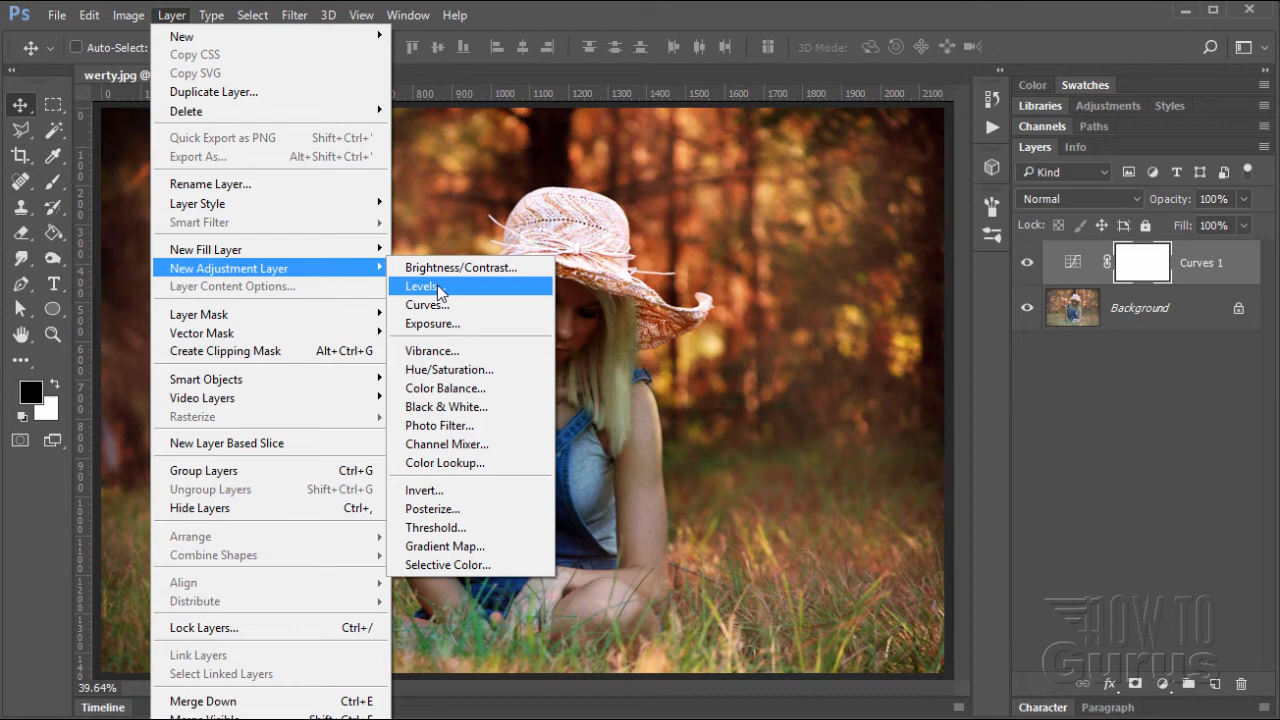 Ps File Edit Image Layer Type Select Filter 3D View Window Help
Auto-Select:
3D Mode:
werty.jpg @
0 800 900 1000 1100 1200 1300 1400 1500 1600 1700 1800 1900 2000 2100
New
Copy CSS
Copy SVG
Duplicate Layer...
Delete
Quick Export as PNG Shift+Ctrl+'
Export As... Alt+Shift+Ctrl+'
Rename Layer...
Layer Style
Smart Filter
New Fill Layer
New Adjustment Layer
Layer Content Options...
Layer Mask
Vector Mask
Create Clipping Mask Alt+Ctrl+G
Smart Objects
Video Layers
Rasterize
New Layer Based Slice
Group Layers Ctrl+G
Ungroup Layers Shift+Ctrl+G
Hide Layers Ctrl+,
Arrange
Combine Shapes
Align
Distribute
Lock Layers... Ctrl+/
Link Layers
Select Linked Layers
Merge Down Ctrl+E
Merge Visible
Brightness/Contrast...
Levels
Curves...
Exposure...
Vibrance...
Hue/Saturation...
Color Balance...
Black & White...
Photo Filter...
Channel Mixer...
Color Lookup...
Invert...
Posterize...
Threshold...
Gradient Map...
Selective Color...
Color Swatches
Libraries Adjustments Styles
Channels Paths
Layers Info
Kind
Normal Opacity: 100%
Lock: Fill: 100%
Curves 1
Background
HOW TO
Gurus
39.64%
Timeline
Character Paragraph